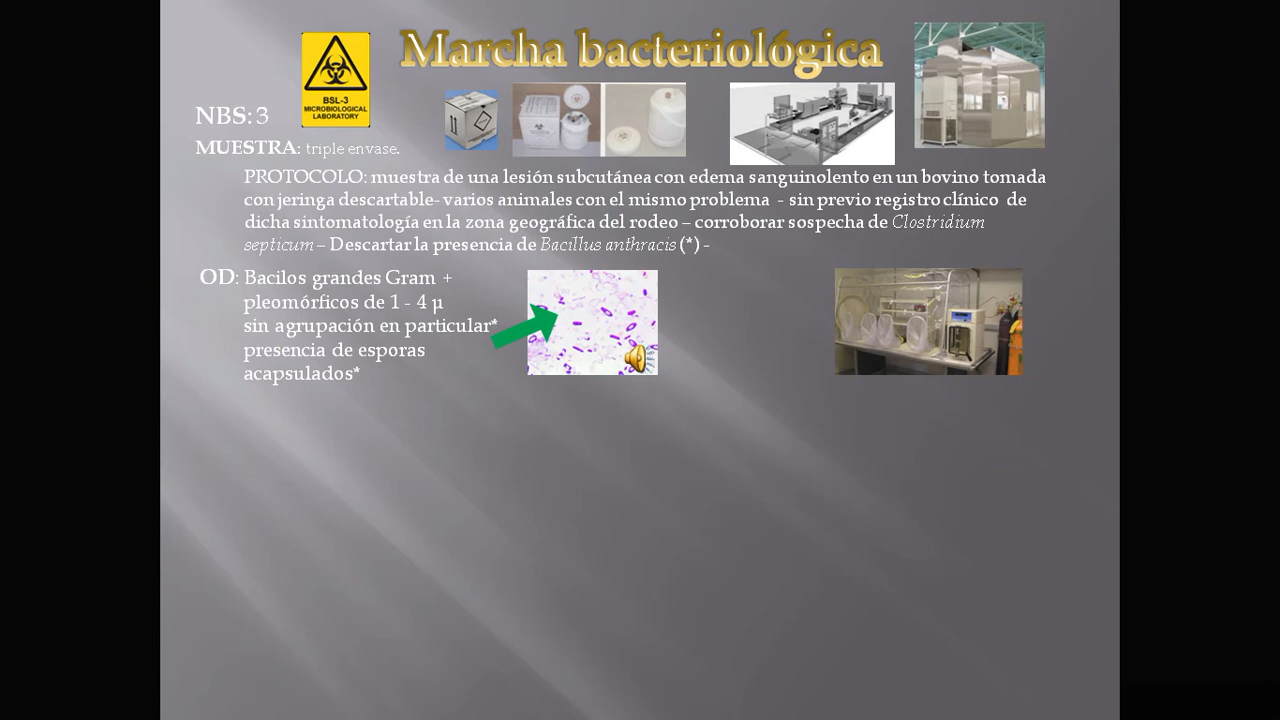 Marcha bacteriológica
BSL-3
MICROBIOLOGICAL
LABORATORY
NBS: 3
MUESTRA: triple envase.
PROTOCOLO: muestra de una lesión subcutánea con edema sanguinolento en un bovino tomada
con jeringa descartable- varios animales con el mismo problema - sin previo registro clínico de
dicha sintomatología en la zona geográfica del rodeo – corroborar sospecha de Clostridium
septicum – Descartar la presencia de Bacillus anthracis (*) -
OD: Bacilos grandes Gram +
pleomórficos de 1 - 4 µ
sin agrupación en particular*
presencia de esporas
acapsulados*